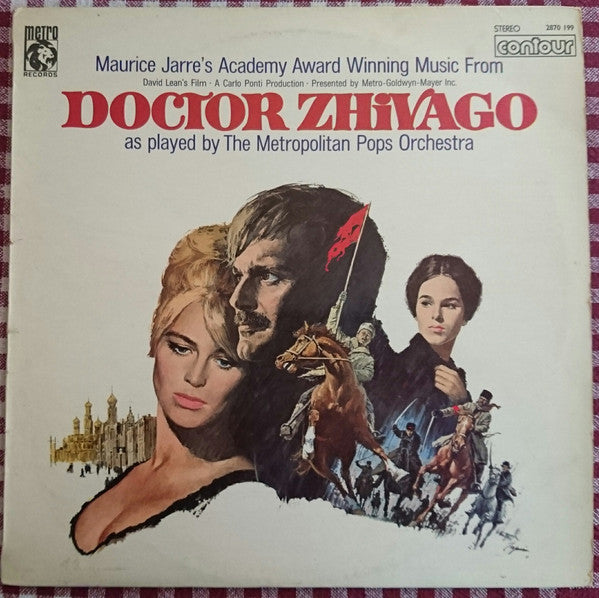 metro
RECORDS
STEREO 2870 199
contour
Maurice Jarre's Academy Award Winning Music From
David Lean's Film · A Carlo Ponti Production · Presented by Metro-Goldwyn-Mayer Inc.
DOCTOR ZHiVAGO
as played by The Metropolitan Pops Orchestra